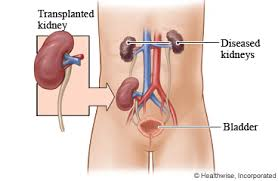 Transplanted
kidney
Diseased
kidneys
Bladder
© Healthwise, Incorporated